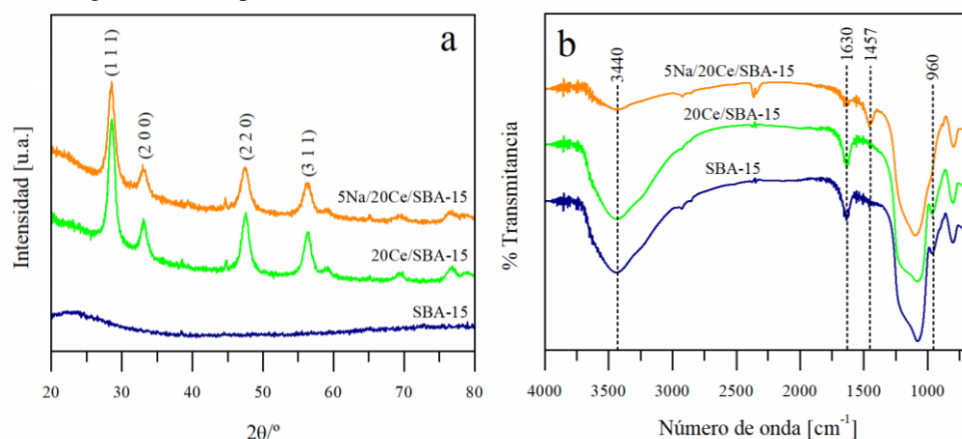 a
(1 1 1)
(2 0 0)
(2 2 0)
(3 1 1)
5Na/20Ce/SBA-15
20Ce/SBA-15
SBA-15
Intensidad [u.a.]
20 30 40 50 60 70 80
2θ/º
b
3440
1630
1457
960
5Na/20Ce/SBA-15
20Ce/SBA-15
SBA-15
% Transmitancia
4000 3500 3000 2500 2000 1500 1000
Número de onda [cm⁻¹]